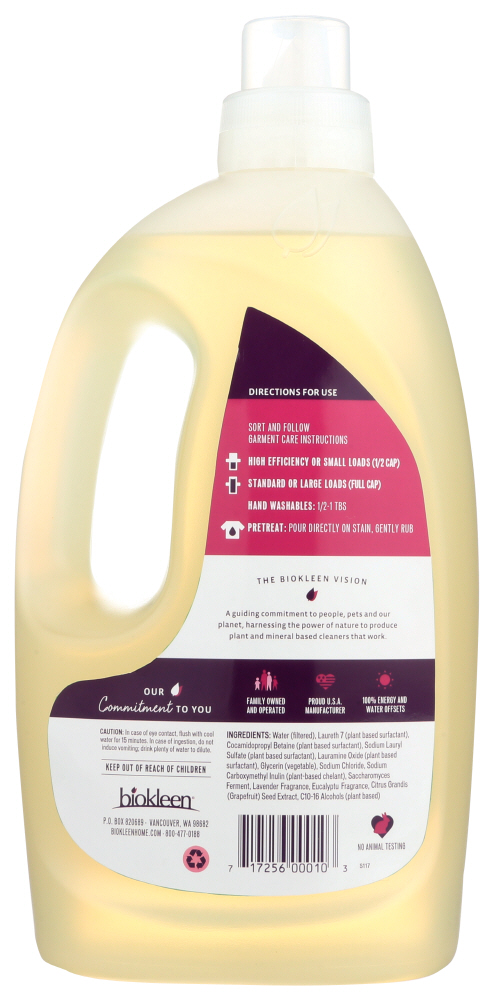 DIRECTIONS FOR USE
SORT AND FOLLOW
GARMENT CARE INSTRUCTIONS
HIGH EFFICIENCY OR SMALL LOADS (1/2 CAP)
STANDARD OR LARGE LOADS (FULL CAP)
HAND WASHABLES: 1/2-1 TBS
PRETREAT: POUR DIRECTLY ON STAIN, GENTLY RUB
THE BIOKLEEN VISION
A guiding commitment to people, pets and our
planet, harnessing the power of nature to produce
plant and mineral based cleaners that work.
OUR
Commitment TO YOU
FAMILY OWNED
AND OPERATED
PROUD U.S.A.
MANUFACTURER
100% ENERGY AND
WATER OFFSETS
CAUTION: In case of eye contact, flush with cool
water for 15 minutes. In case of ingestion, do not
induce vomiting; drink plenty of water to dilute.
KEEP OUT OF REACH OF CHILDREN
biokleen
P.O. BOX 820689 · VANCOUVER, WA 98682
BIOKLEENHOME.COM · 800-477-0188
INGREDIENTS: Water (filtered), Laureth 7 (plant based surfactant),
Cocamidopropyl Betaine (plant based surfactant), Sodium Lauryl
Sulfate (plant based surfactant), Lauramine Oxide (plant based
surfactant), Glycerin (vegetable), Sodium Chloride, Sodium
Carboxymethyl Inulin (plant-based chelant), Saccharomyces
Ferment, Lavender Fragrance, Eucalyptu Fragrance, Citrus Grandis
(Grapefruit) Seed Extract, C10-16 Alcohols (plant based)
7 17256 00010 3
0117
NO ANIMAL TESTING